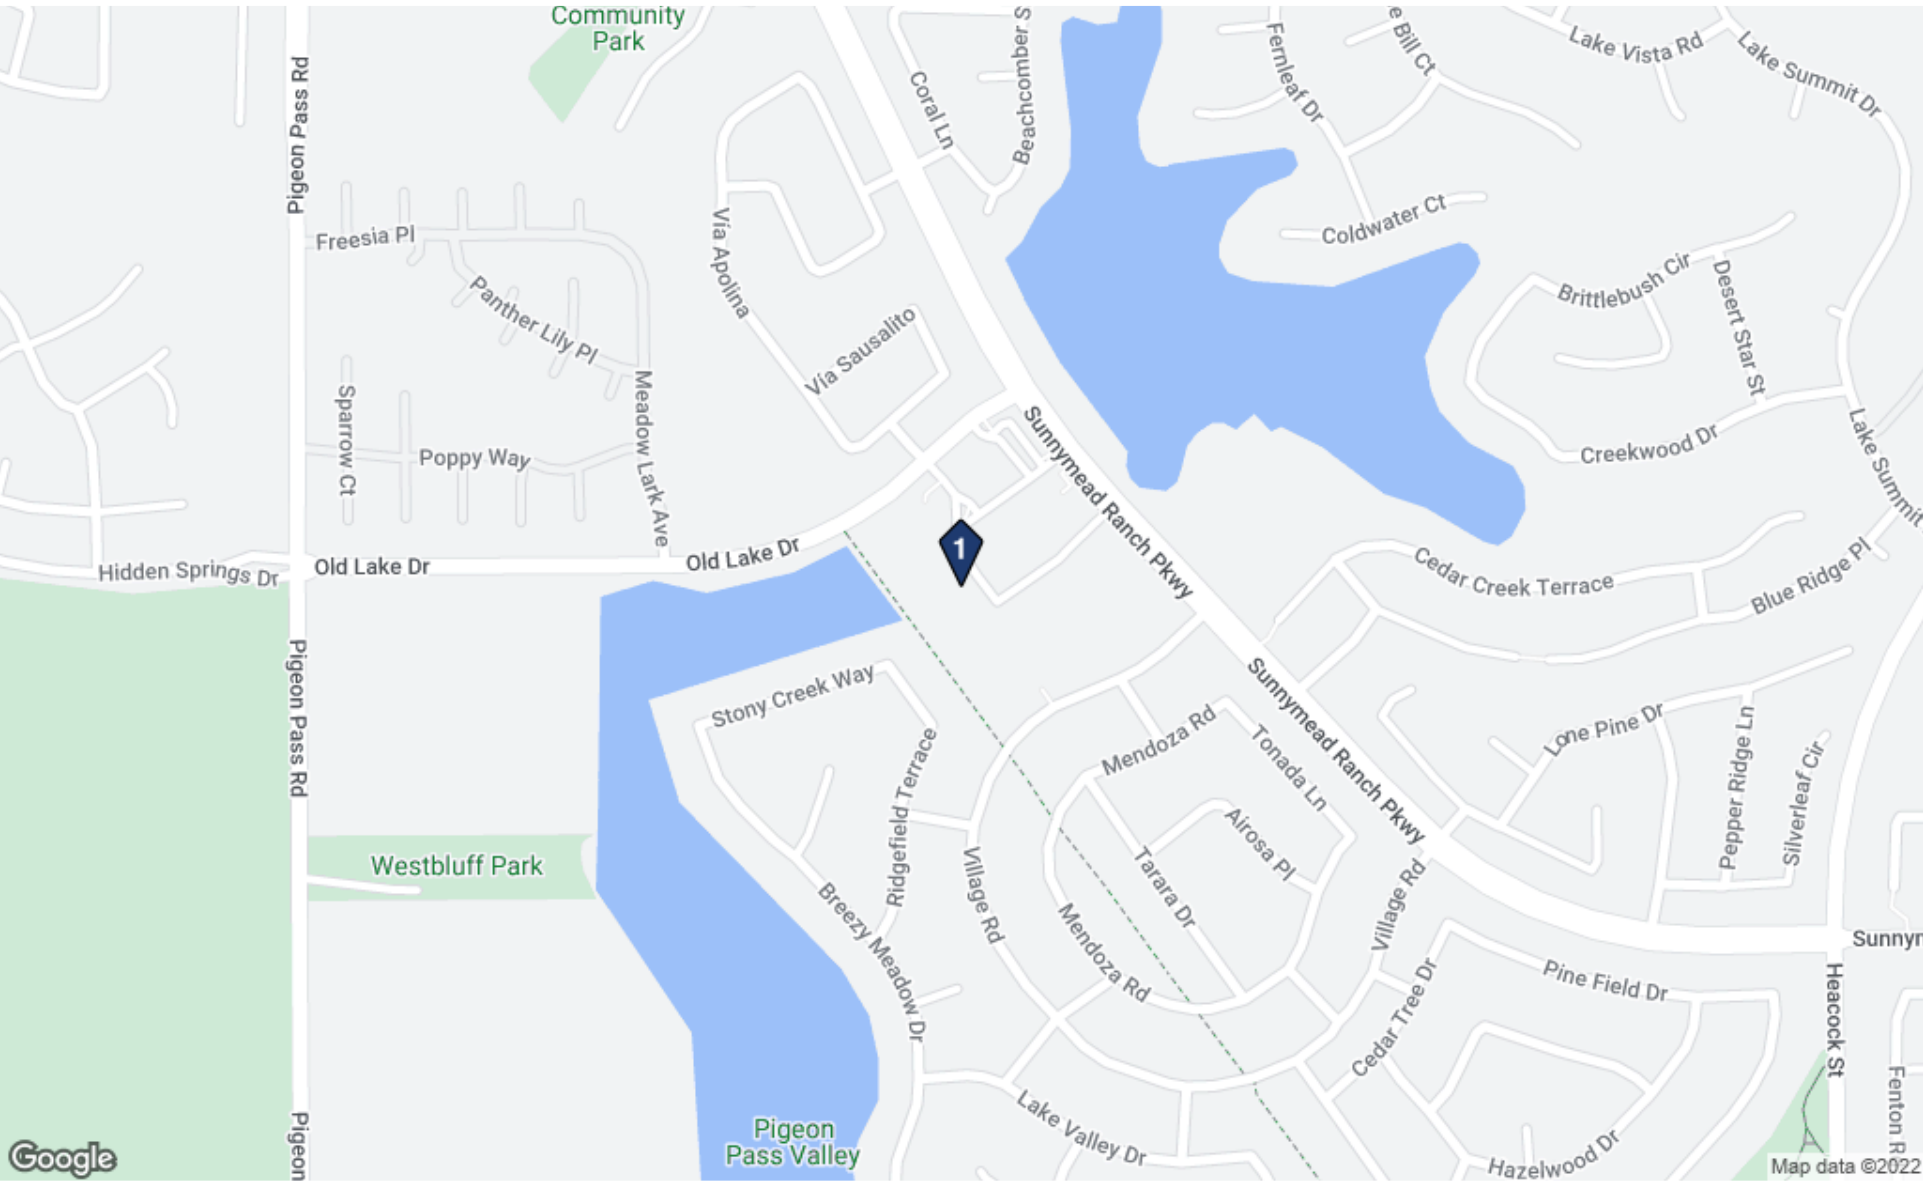 Community
Park
Pigeon Pass Rd
Coral Ln
Beachcomber S
Fernleaf Dr
e Bill Ct
Lake Vista Rd
Lake Summit Dr
Freesia Pl
Panther Lily Pl
Vía Apolina
Vía Sausalito
Coldwater Ct
Brittlebush Cir
Desert Star St
Sparrow Ct
Poppy Way
Meadow Lark Ave
Creekwood Dr
Lake Summit
Hidden Springs Dr
Old Lake Dr
Old Lake Dr
1
Sunnymead Ranch Pkwy
Cedar Creek Terrace
Blue Ridge Pl
Pigeon Pass Rd
Stony Creek Way
Ridgefield Terrace
Mendoza Rd
Tonada Ln
Sunnymead Ranch Pkwy
Lone Pine Dr
Pepper Ridge Ln
Silverleaf Cir
Westbluff Park
Breezy Meadow Dr
Village Rd
Airosa Pl
Tarara Dr
Mendoza Rd
Village Rd
Cedar Tree Dr
Pine Field Dr
Sunnyr
Heacock St
Fenton R
Pigeon
Pigeon
Pass Valley
Lake Valley Dr
Hazelwood Dr
Google
Map data ©2022